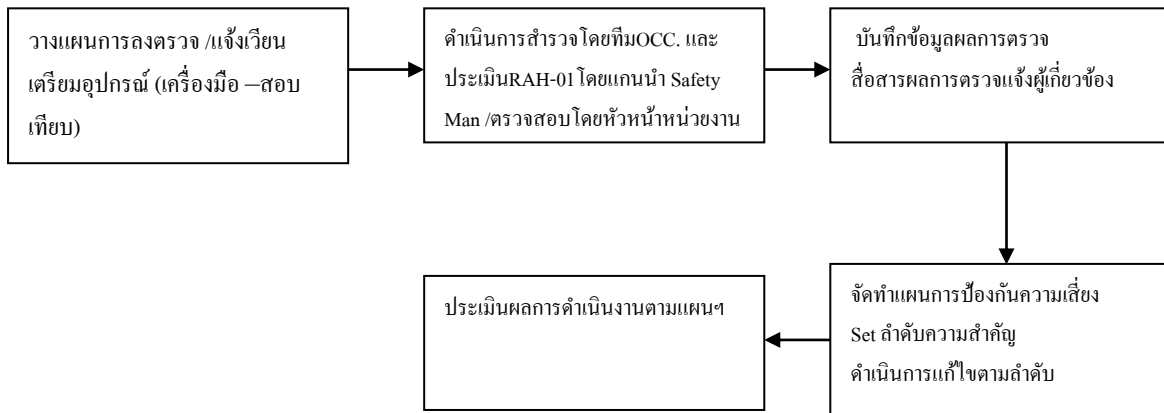 วางแผนการลงตรวจ /แจ้งเวียน
เตรียมอุปกรณ์ (เครื่องมือ –สอบ
เทียบ)
ดำเนินการสำรวจโดยทีมOCC. และ
ประเมินRAH-01โดยแกนนำ Safety
Man /ตรวจสอบโดยหัวหน้าหน่วยงาน
บันทึกข้อมูลผลการตรวจ
สื่อสารผลการตรวจแจ้งผู้เกี่ยวข้อง
จัดทำแผนการป้องกันความเสี่ยง
Set ลำดับความสำคัญ
ดำเนินการแก้ไขตามลำดับ
ประเมินผลการดำเนินงานตามแผนฯ